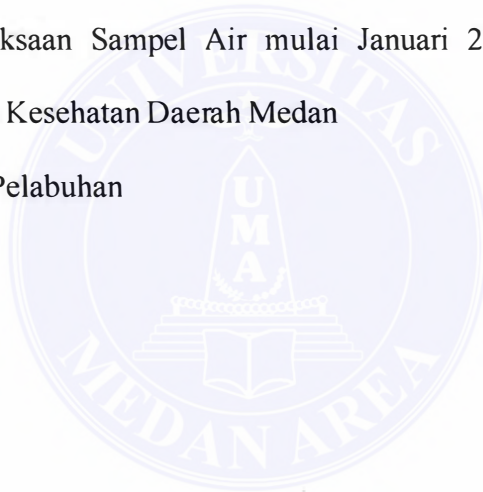 ksaan Sampel Air mulai Januari 2
Kesehatan Daerah Medan
Pelabuhan
UNIVERSITAS
UMA
MEDAN AREA